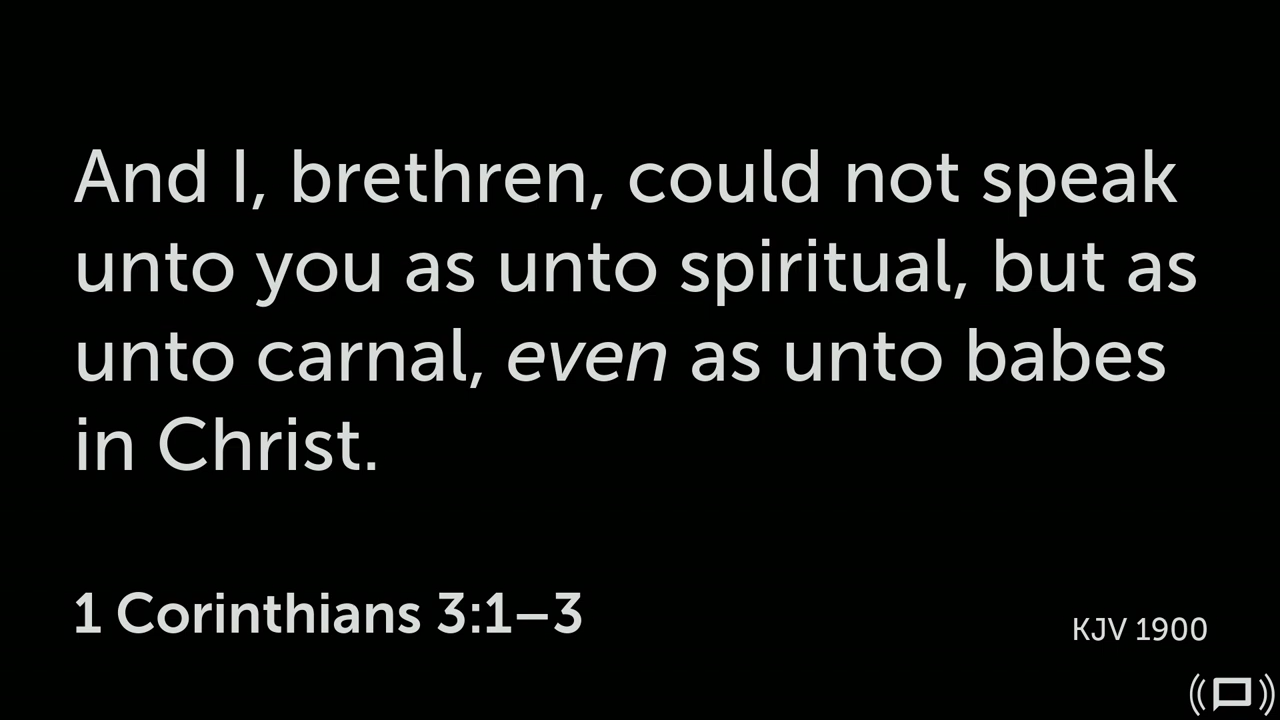 And I, brethren, could not speak
unto you as unto spiritual, but as
unto carnal, even as unto babes
in Christ.
1 Corinthians 3:1–3
KJV 1900